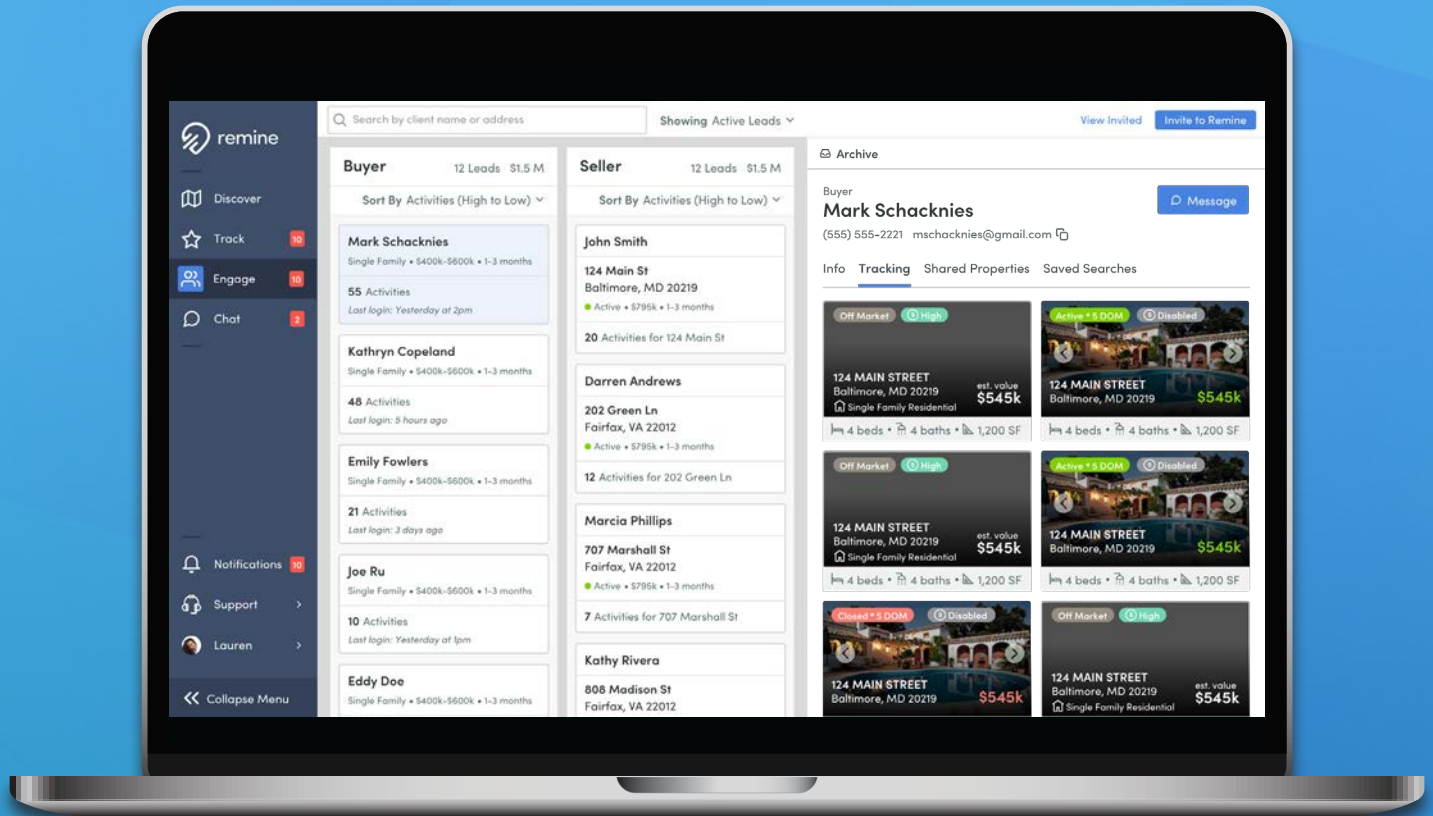 remine
Discover
Track 10
Engage 10
Chat 2
Notifications 10
Support
Lauren
Collapse Menu
Search by client name or address
Showing Active Leads
View Invited
Invite to Remine
Buyer 12 Leads $1.5 M
Sort By Activities (High to Low)
Mark Schacknies
Single Family • $400k-$600k • 1-3 months
55 Activities
Last login: Yesterday at 2pm
Kathryn Copeland
Single Family • $400k-$600k • 1-3 months
48 Activities
Last login: 5 hours ago
Emily Fowlers
Single Family • $400k-$600k • 1-3 months
21 Activities
Last login: 3 days ago
Joe Ru
Single Family • $400k-$600k • 1-3 months
10 Activities
Last login: Yesterday at 1pm
Eddy Doe
Single Family • $400k-$600k • 1-3 months
Seller 12 Leads $1.5 M
Sort By Activities (High to Low)
John Smith
124 Main St
Baltimore, MD 20219
Active • $795k • 1-3 months
20 Activities for 124 Main St
Darren Andrews
202 Green Ln
Fairfax, VA 22012
Active • $795k • 1-3 months
12 Activities for 202 Green Ln
Marcia Phillips
707 Marshall St
Fairfax, VA 22012
Active • $795k • 1-3 months
7 Activities for 707 Marshall St
Kathy Rivera
808 Madison St
Fairfax, VA 22012
Archive
Buyer
Mark Schacknies
(555) 555-2221 mschacknies@gmail.com
Message
Info Tracking Shared Properties Saved Searches
Off Market High
124 MAIN STREET
Baltimore, MD 20219
Single Family Residential
est. value
$545k
4 beds • 4 baths • 1,200 SF
Active * 5 DOM Disabled
124 MAIN STREET
Baltimore, MD 20219 $545k
4 beds • 4 baths • 1,200 SF
Off Market High
124 MAIN STREET
Baltimore, MD 20219
Single Family Residential
est. value
$545k
4 beds • 4 baths • 1,200 SF
Active * 5 DOM Disabled
124 MAIN STREET
Baltimore, MD 20219 $545k
4 beds • 4 baths • 1,200 SF
Closed * 5 DOM Disabled
124 MAIN STREET
Baltimore, MD 20219 $545k
Off Market High
124 MAIN STREET
Baltimore, MD 20219
Single Family Residential
est. value
$545k